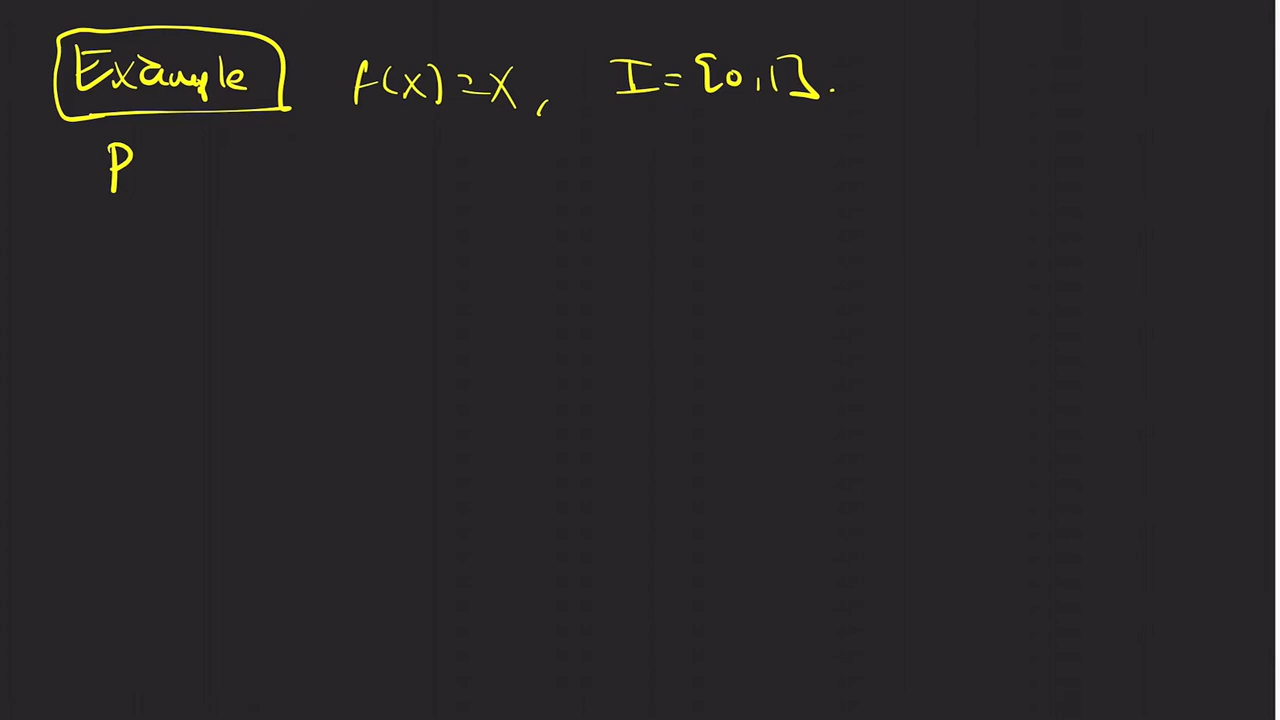 Example f(x) = x, I = [0,1].
P